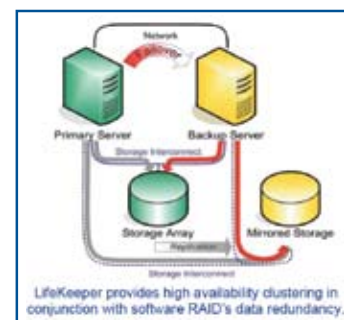 Network
Failover
Primary Server
Backup Server
Storage Interconnect
Storage Array
Mirrored Storage
Replication
Storage Interconnect
LifeKeeper provides high availability clustering in
conjunction with software RAID's data redundancy.